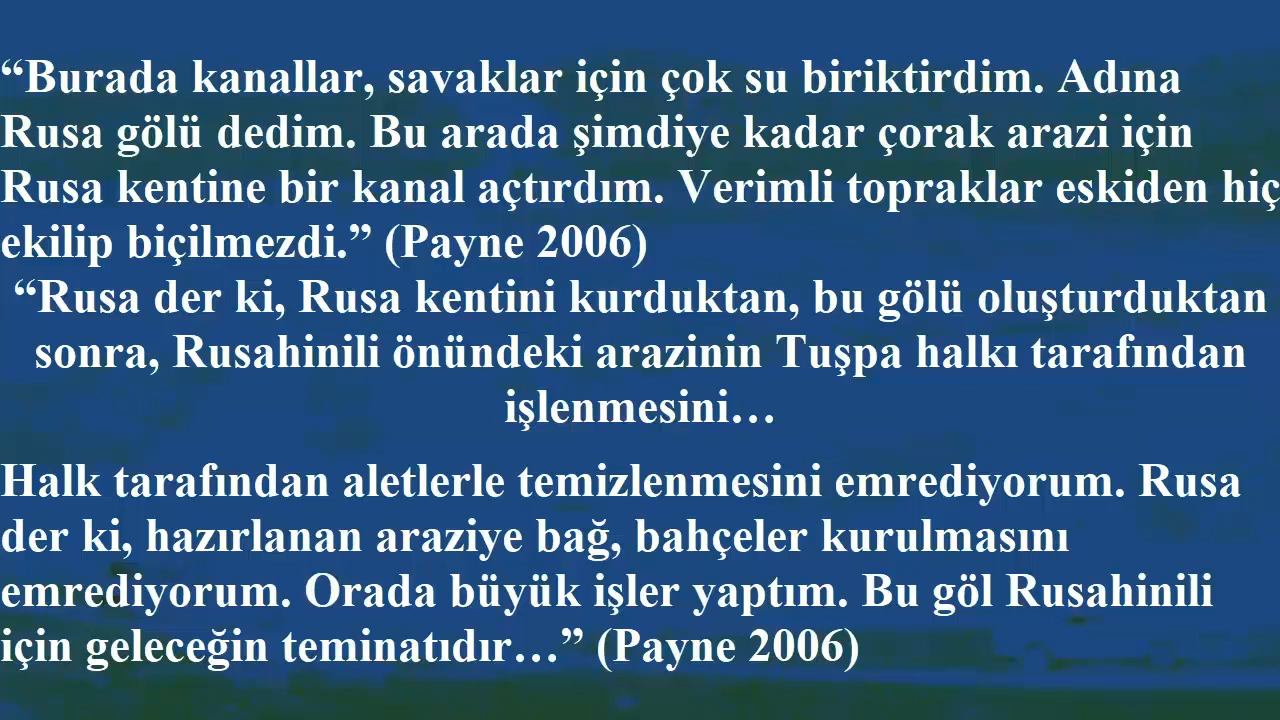 “Burada kanallar, savaklar için çok su biriktirdim. Adına
Rusa gölü dedim. Bu arada şimdiye kadar çorak arazi için
Rusa kentine bir kanal açtırdım. Verimli topraklar eskiden hiç
ekilip biçilmezdi.” (Payne 2006)
“Rusa der ki, Rusa kentini kurduktan, bu gölü oluşturduktan
sonra, Rusahinili önündeki arazinin Tuşpa halkı tarafından
işlenmesini…
Halk tarafından aletlerle temizlenmesini emrediyorum. Rusa
der ki, hazırlanan araziye bağ, bahçeler kurulmasını
emrediyorum. Orada büyük işler yaptım. Bu göl Rusahinili
için geleceğin teminatıdır…” (Payne 2006)